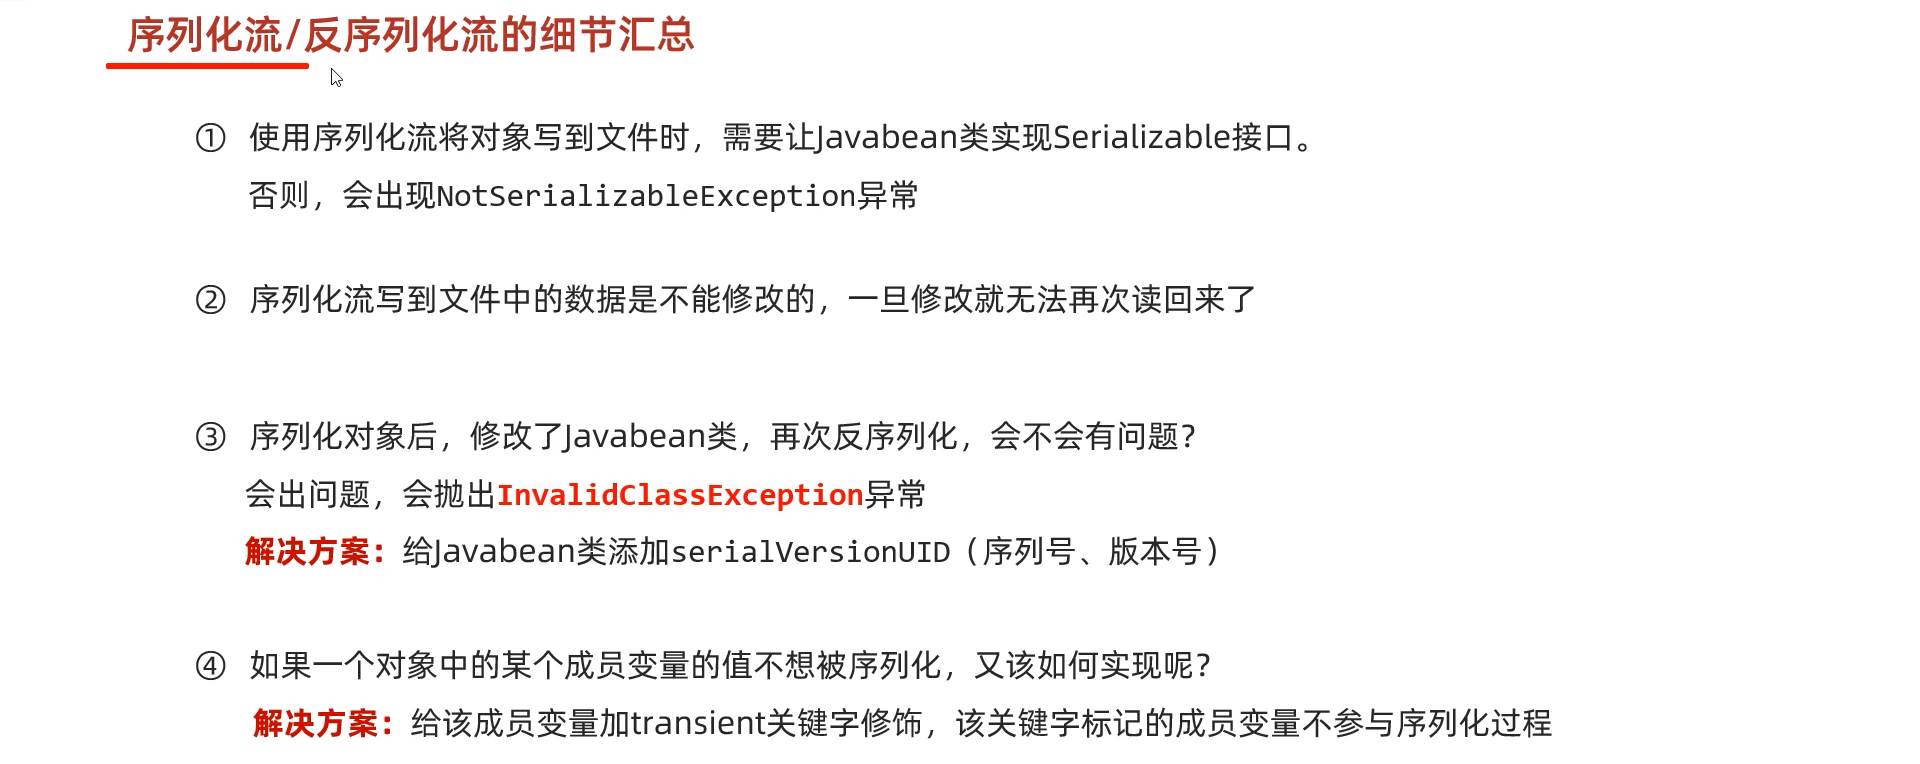 序列化流/反序列化流的细节汇总
① 使用序列化流将对象写到文件时，需要让Javabean类实现Serializable接口。
否则，会出现NotSerializableException异常
② 序列化流写到文件中的数据是不能修改的，一旦修改就无法再次读回来了
③ 序列化对象后，修改了Javabean类，再次反序列化，会不会有问题？
会出问题，会抛出InvalidClassException异常
解决方案：给Javabean类添加serialVersionUID（序列号、版本号）
④ 如果一个对象中的某个成员变量的值不想被序列化，又该如何实现呢？
解决方案：给该成员变量加transient关键字修饰，该关键字标记的成员变量不参与序列化过程